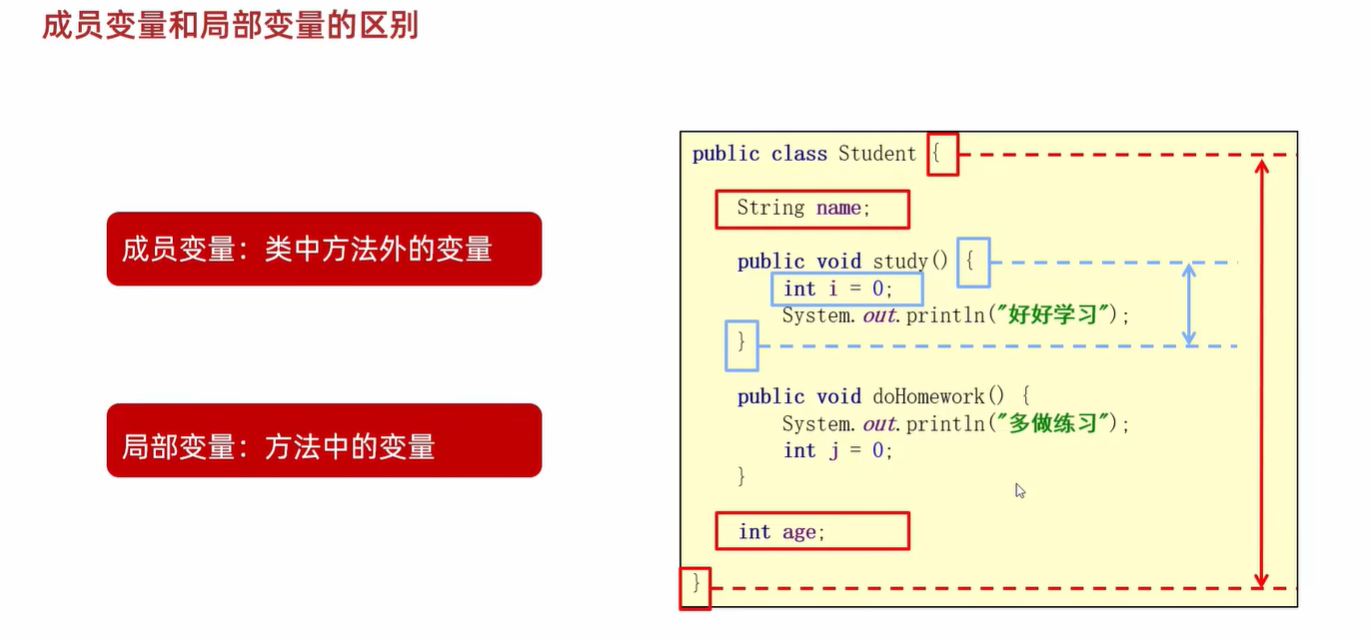 成员变量和局部变量的区别
成员变量：类中方法外的变量
局部变量：方法中的变量
public class Student {
String name;
public void study() {
int i = 0;
System.out.println("好好学习");
}
public void doHomework() {
System.out.println("多做练习");
int j = 0;
}
int age;
}